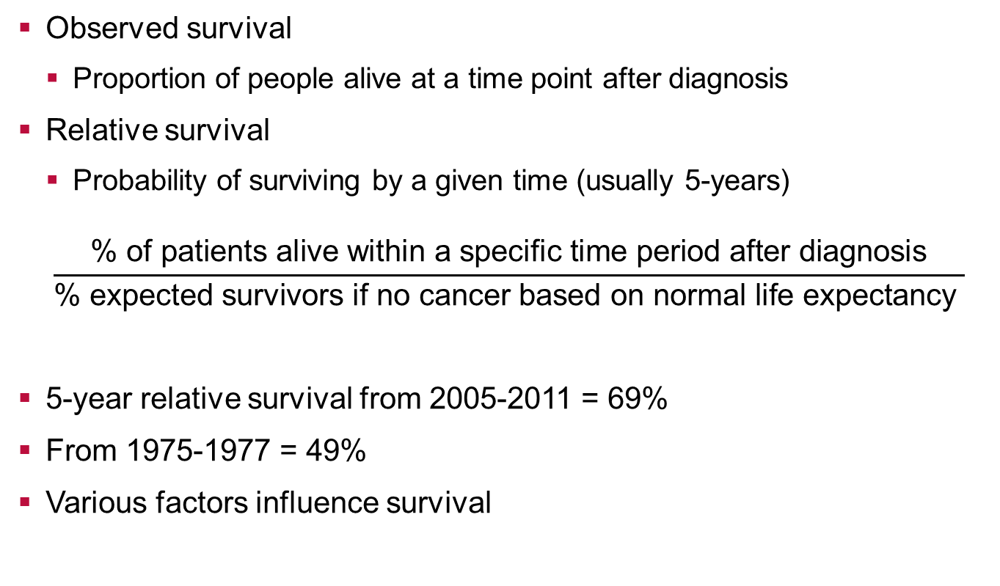 ▪ Observed survival
▪ Proportion of people alive at a time point after diagnosis
▪ Relative survival
▪ Probability of surviving by a given time (usually 5-years)
% of patients alive within a specific time period after diagnosis
% expected survivors if no cancer based on normal life expectancy
▪ 5-year relative survival from 2005-2011 = 69%
▪ From 1975-1977 = 49%
▪ Various factors influence survival